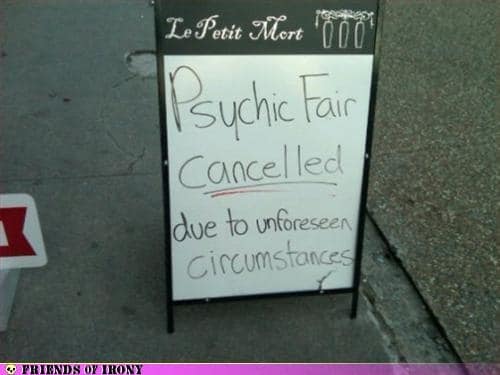 Le Petit Mort
Psychic Fair
Cancelled
due to unforeseen
circumstances
FRIENDS OF IRONY